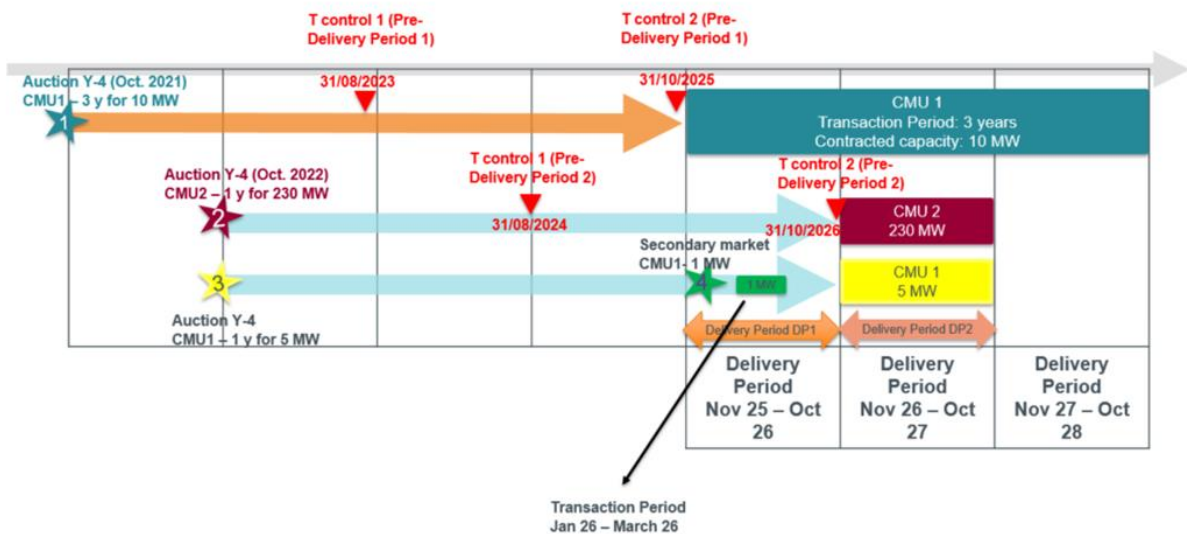 T control 1 (Pre-
Delivery Period 1)
T control 2 (Pre-
Delivery Period 1)
31/08/2023
31/10/2025
Auction Y-4 (Oct. 2021)
CMU1 – 3 y for 10 MW
1
CMU 1
Transaction Period: 3 years
Contracted capacity: 10 MW
T control 1 (Pre-
Delivery Period 2)
T control 2 (Pre-
Delivery Period 2)
Auction Y-4 (Oct. 2022)
CMU2 – 1 y for 230 MW
2
31/08/2024
31/10/2026
CMU 2
230 MW
Secondary market
CMU1- 1 MW
3
4
1 MW
CMU 1
5 MW
Auction Y-4
CMU1 – 1 y for 5 MW
Delivery Period DP1
Delivery Period DP2
Delivery
Period
Nov 25 – Oct
26
Delivery
Period
Nov 26 – Oct
27
Delivery
Period
Nov 27 – Oct
28
Transaction Period
Jan 26 – March 26